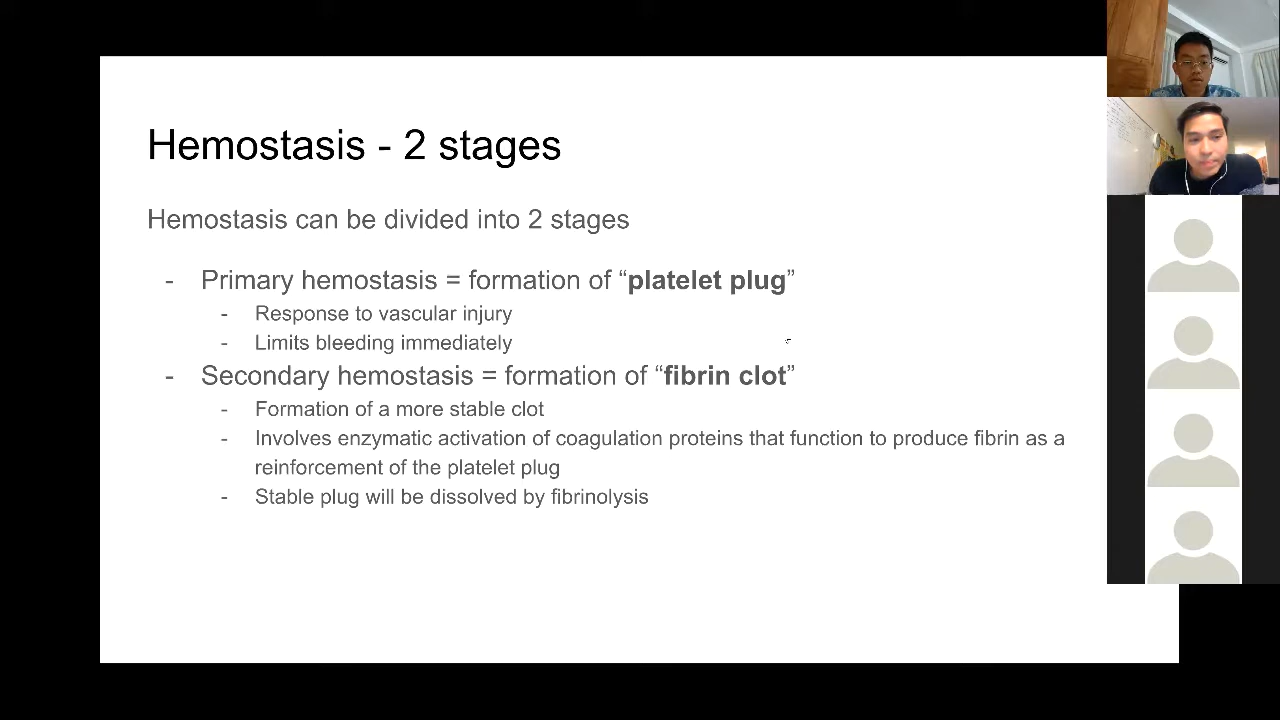 Hemostasis - 2 stages
Hemostasis can be divided into 2 stages
- Primary hemostasis = formation of “platelet plug”
- Response to vascular injury
- Limits bleeding immediately
- Secondary hemostasis = formation of “fibrin clot”
- Formation of a more stable clot
- Involves enzymatic activation of coagulation proteins that function to produce fibrin as a
reinforcement of the platelet plug
- Stable plug will be dissolved by fibrinolysis